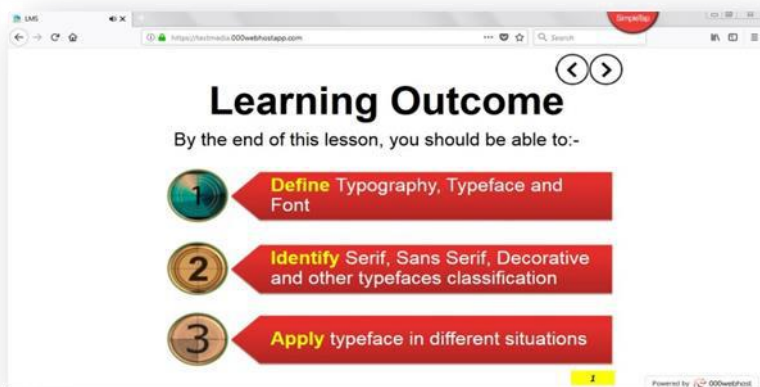 LMS
SimpleTap
https://textmedia.000webhostapp.com
Search
Learning Outcome
By the end of this lesson, you should be able to:-
1
Define Typography, Typeface and
Font
2
Identify Serif, Sans Serif, Decorative
and other typefaces classification
3
Apply typeface in different situations
1
Powered by 000webhost